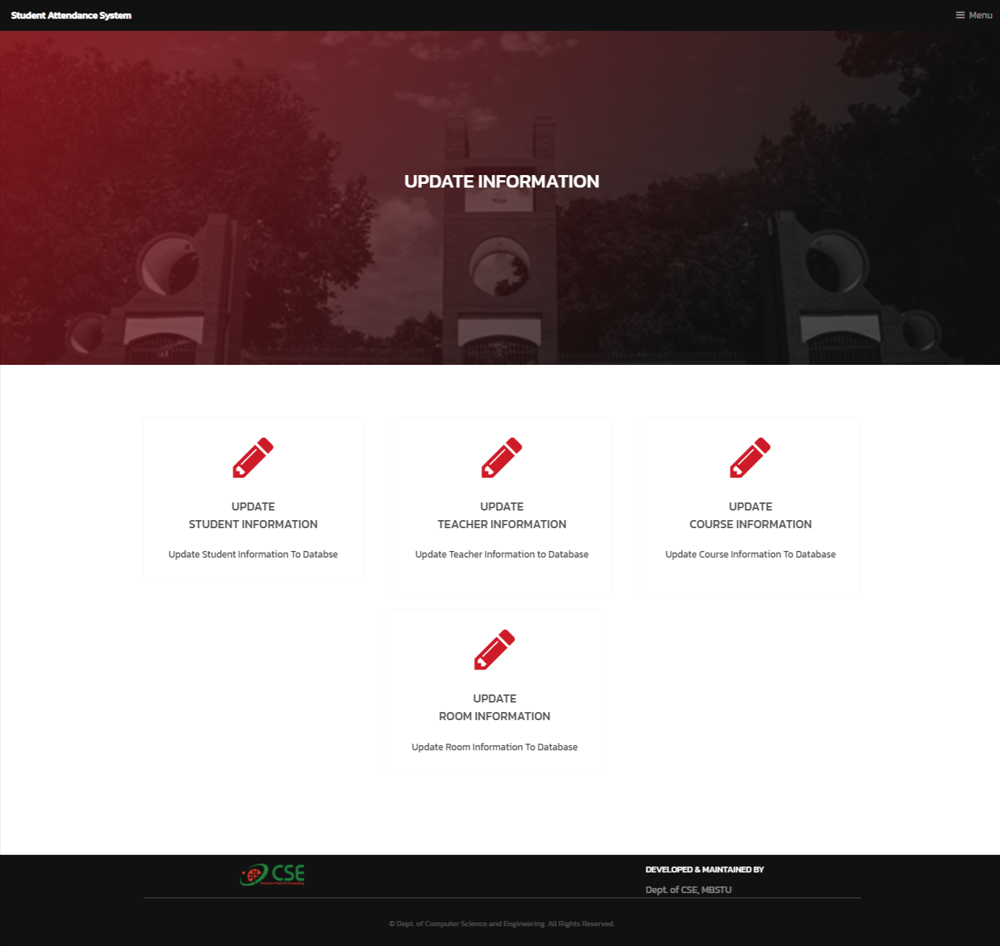 Student Attendance System
Menu
UPDATE INFORMATION
UPDATE
STUDENT INFORMATION
Update Student Information To Databse
UPDATE
TEACHER INFORMATION
Update Teacher Information to Database
UPDATE
COURSE INFORMATION
Update Course Information To Database
UPDATE
ROOM INFORMATION
Update Room Information To Database
CSE
DEVELOPED & MAINTAINED BY
Dept. of CSE, MBSTU
© Dept. of Computer Science and Engineering. All Rights Reserved.